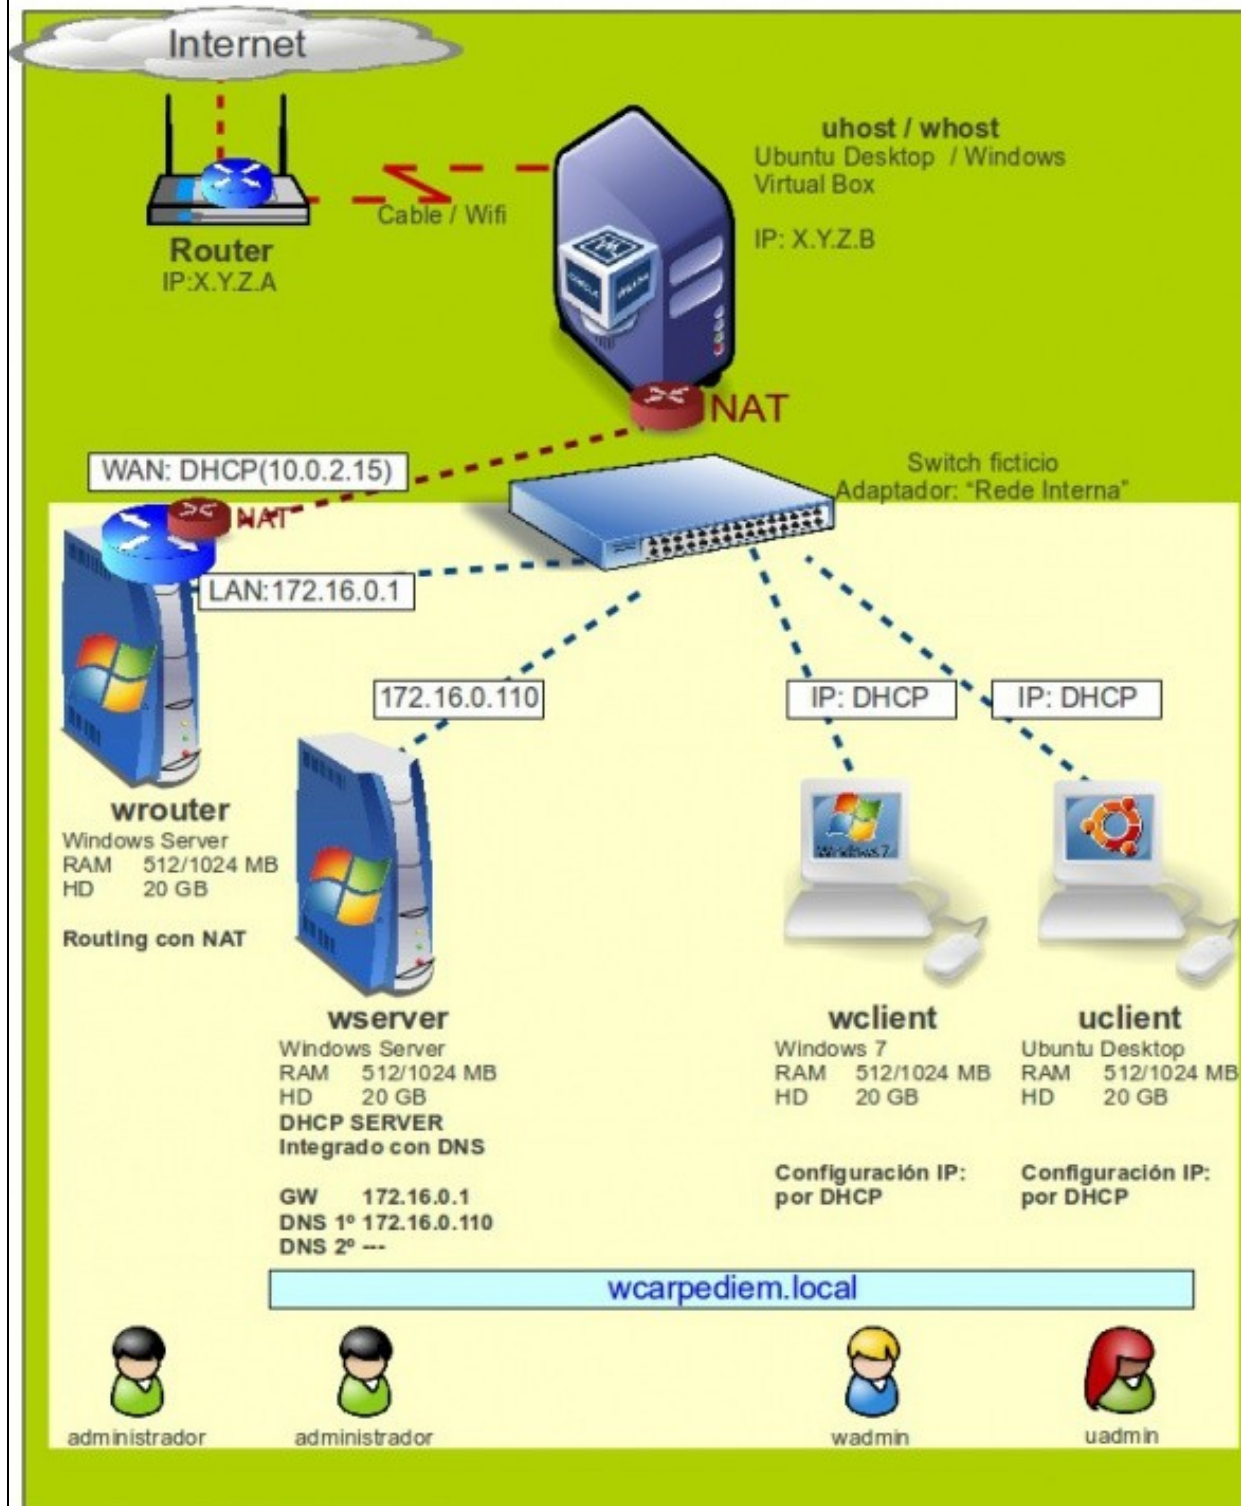 Internet
Router
IP:X.Y.Z.A
Cable / Wifi
uhost / whost
Ubuntu Desktop / Windows
Virtual Box
IP: X.Y.Z.B
NAT
WAN: DHCP(10.0.2.15)
NAT
Switch ficticio
Adaptador: "Rede Interna"
LAN:172.16.0.1
172.16.0.110
IP: DHCP
IP: DHCP
wrouter
Windows Server
RAM 512/1024 MB
HD 20 GB
Routing con NAT
wserver
Windows Server
RAM 512/1024 MB
HD 20 GB
DHCP SERVER
Integrado con DNS
GW 172.16.0.1
DNS 1º 172.16.0.110
DNS 2º ---
Windows 7
wclient
Windows 7
RAM 512/1024 MB
HD 20 GB
Configuración IP:
por DHCP
uclient
Ubuntu Desktop
RAM 512/1024 MB
HD 20 GB
Configuración IP:
por DHCP
wcarpediem.local
administrador
administrador
wadmin
uadmin